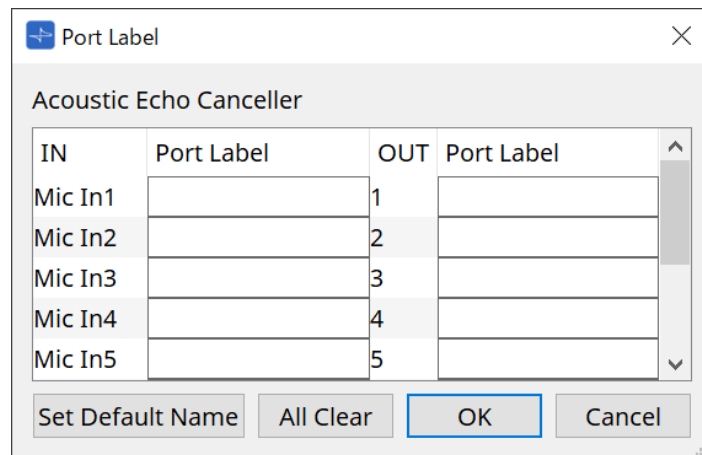 Port Label
Acoustic Echo Canceller
IN Port Label OUT Port Label
Mic In1 1
Mic In2 2
Mic In3 3
Mic In4 4
Mic In5 5
Set Default Name All Clear OK Cancel